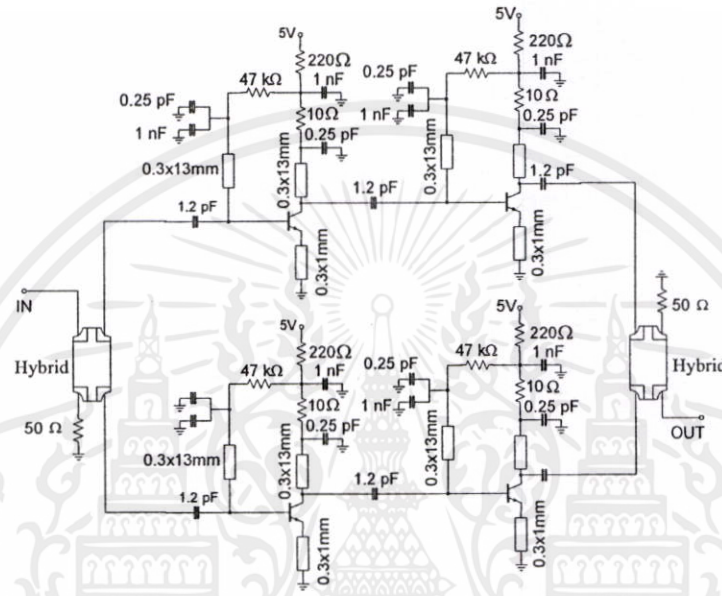 5V
220Ω
47 kΩ
1 nF
0.25 pF
1 nF
10Ω
0.25 pF
0.3x13mm
0.3x13mm
1.2 pF
0.3x1mm
5V
220Ω
47 kΩ
1 nF
0.25 pF
1 nF
10Ω
0.25 pF
0.3x13mm
1.2 pF
1.2 pF
0.3x1mm
IN
Hybrid
50 Ω
50 Ω
Hybrid
OUT
5V
220Ω
47 kΩ
1 nF
10Ω
0.25 pF
0.3x13mm
0.3x13mm
1.2 pF
0.3x1mm
5V
220Ω
47 kΩ
1 nF
0.25 pF
1 nF
10Ω
0.25 pF
0.3x13mm
1.2 pF
0.3x1mm